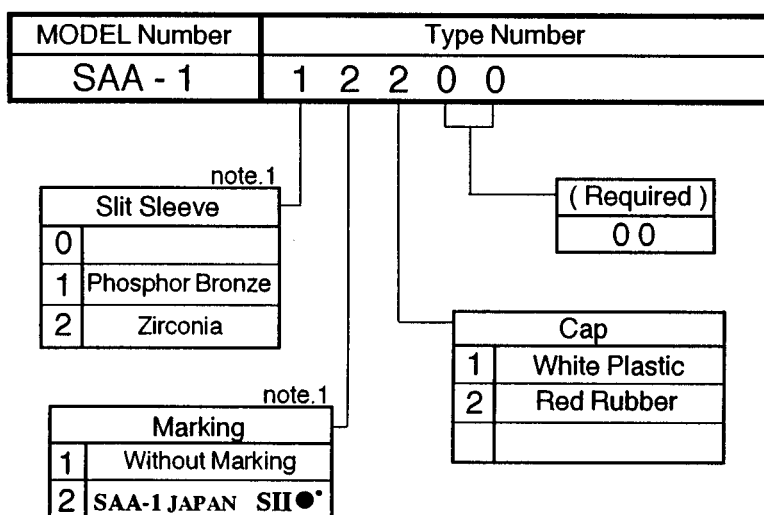 MODEL Number Type Number
SAA - 1 1 2 2 0 0
note.1
Slit Sleeve
0
1 Phosphor Bronze
2 Zirconia
( Required )
0 0
Cap
1 White Plastic
2 Red Rubber
note.1
Marking
1 Without Marking
2 SAA-1 JAPAN SII●•